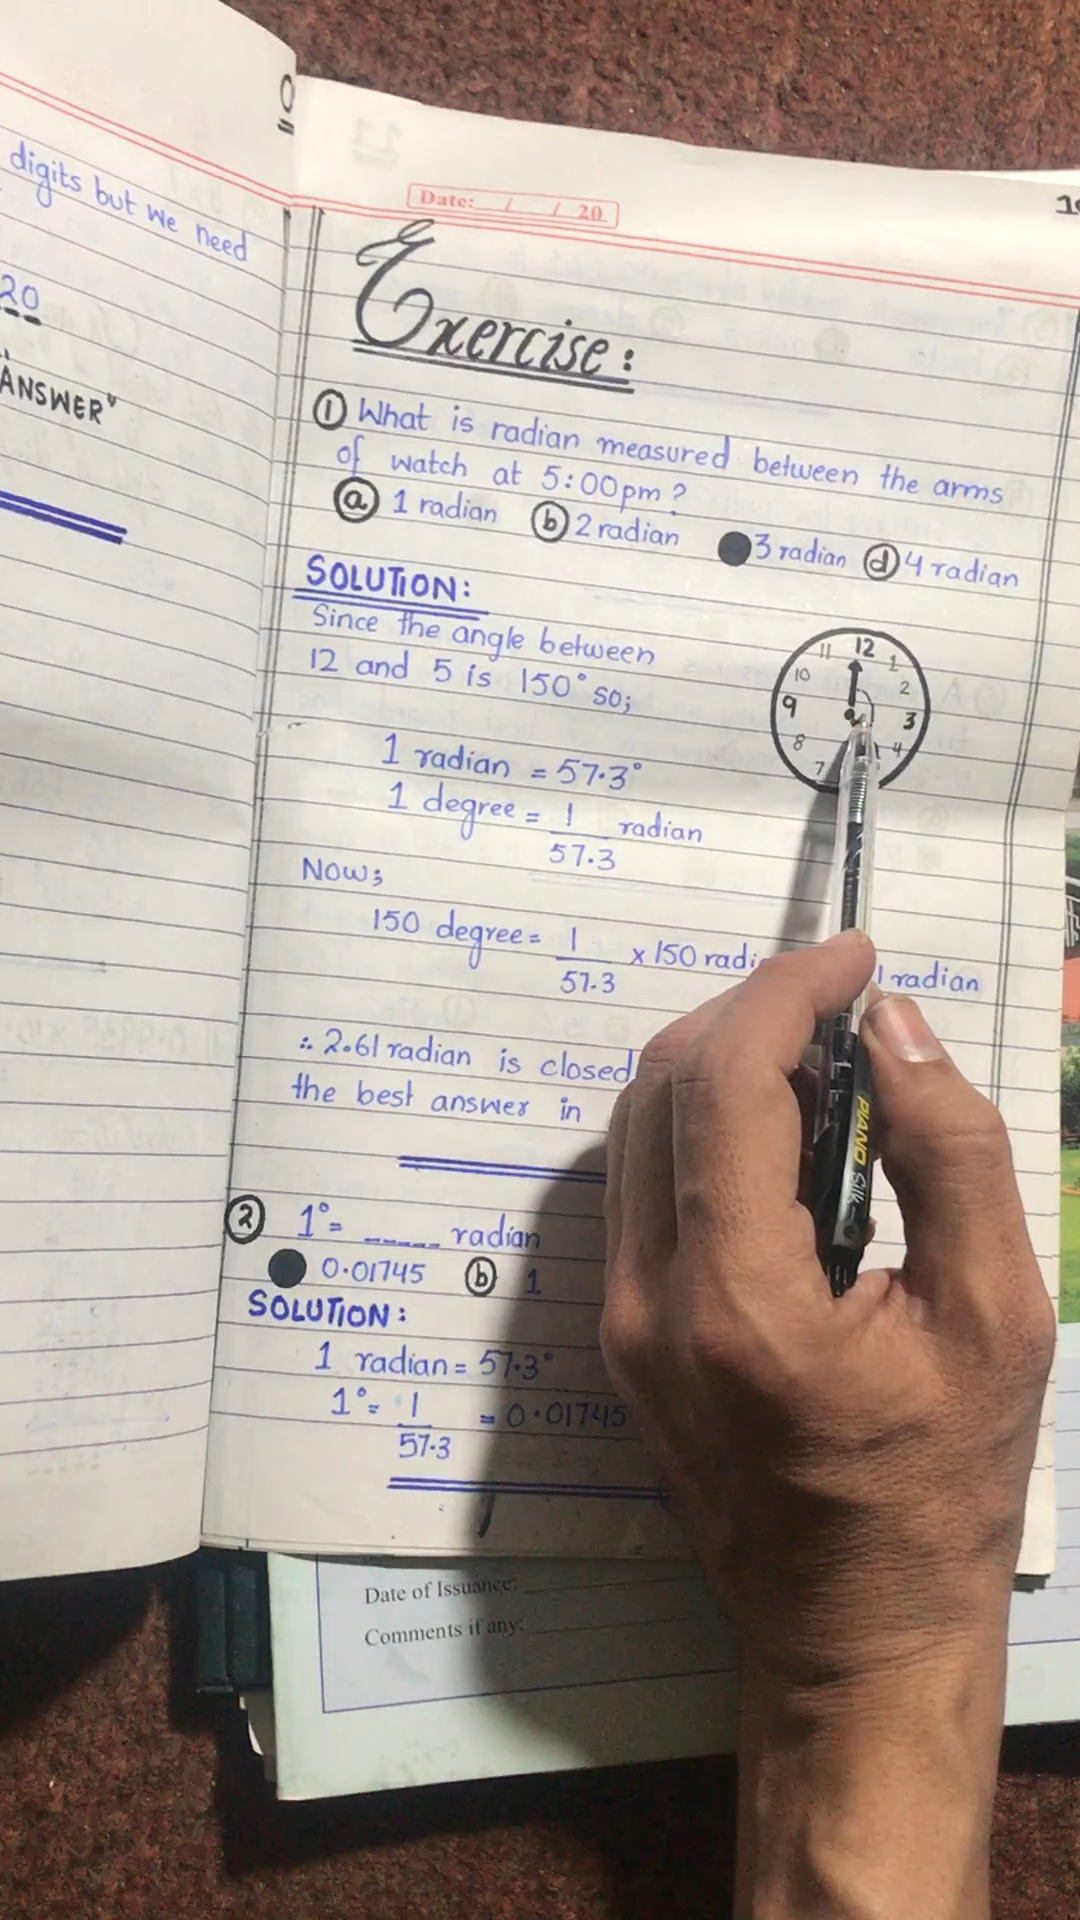 digits but we need
20
ANSWER"
0
Date: / / 20
Exercise:
① What is radian measured between the arms
of watch at 5:00pm?
ⓐ 1 radian ⓑ 2 radian 3 radian ⓓ 4 radian
SOLUTION:
Since the angle between
12 and 5 is 150° so;
12
11 1
10 2
9 3
8 4
7
1 radian = 57.3°
1 degree = 1/57.3 radian
Now;
150 degree = 1/57.3 x 150 radian
1 radian
∴ 2.61 radian is closed
the best answer in
② 1° = _____ radian
0.01745 ⓑ 1
SOLUTION:
1 radian = 57.3°
1° = 1/57.3 = 0.01745
PIANO Silk
Date of Issuance:
Comments if any: